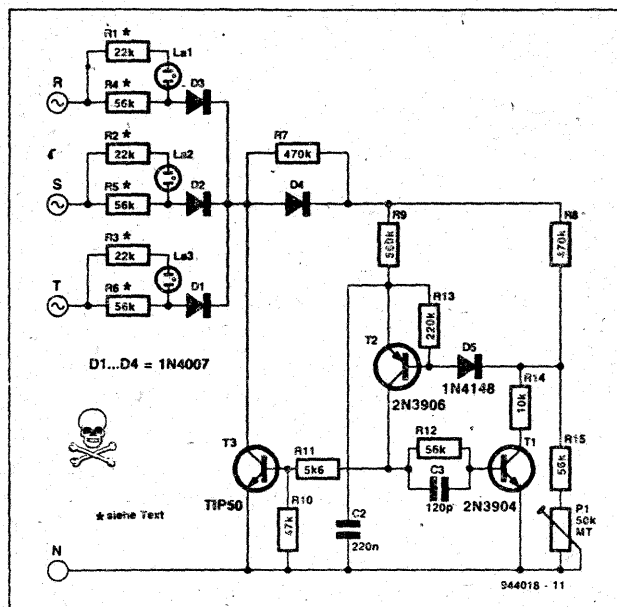 R1 *
22k
La1
R
R4 *
56k
D3
R2 *
22k
La2
S
R5 *
56k
D2
R3 *
22k
La3
T
R6 *
56k
D1
R7
470k
D4
R9
560k
R8
470k
R13
220k
T2
2N3906
D5
1N4148
R14
10k
D1...D4 = 1N4007
R12
56k
C3
120p
T1
2N3904
R15
56k
P1
50k
MT
T3
TIP50
R11
5k6
R10
47k
C2
220n
* siehe Text
N
944018 - 11